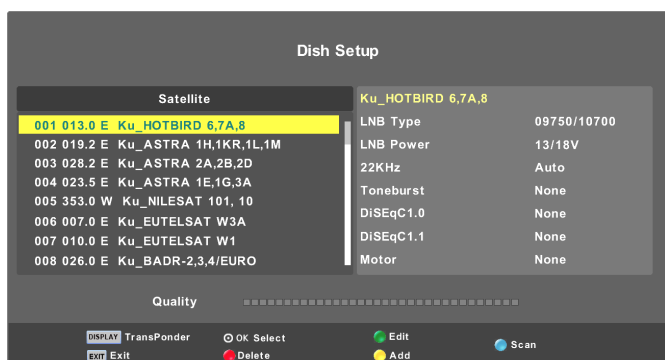 Dish Setup
Satellite
001 013.0 E Ku_HOTBIRD 6,7A,8
002 019.2 E Ku_ASTRA 1H,1KR,1L,1M
003 028.2 E Ku_ASTRA 2A,2B,2D
004 023.5 E Ku_ASTRA 1E,1G,3A
005 353.0 W Ku_NILESAT 101, 10
006 007.0 E Ku_EUTELSAT W3A
007 010.0 E Ku_EUTELSAT W1
008 026.0 E Ku_BADR-2,3,4/EURO
Ku_HOTBIRD 6,7A,8
LNB Type 09750/10700
LNB Power 13/18V
22KHz Auto
Toneburst None
DiSEqC1.0 None
DiSEqC1.1 None
Motor None
Quality
DISPLAY TransPonder OK Select Edit Scan
EXIT Exit Delete Add